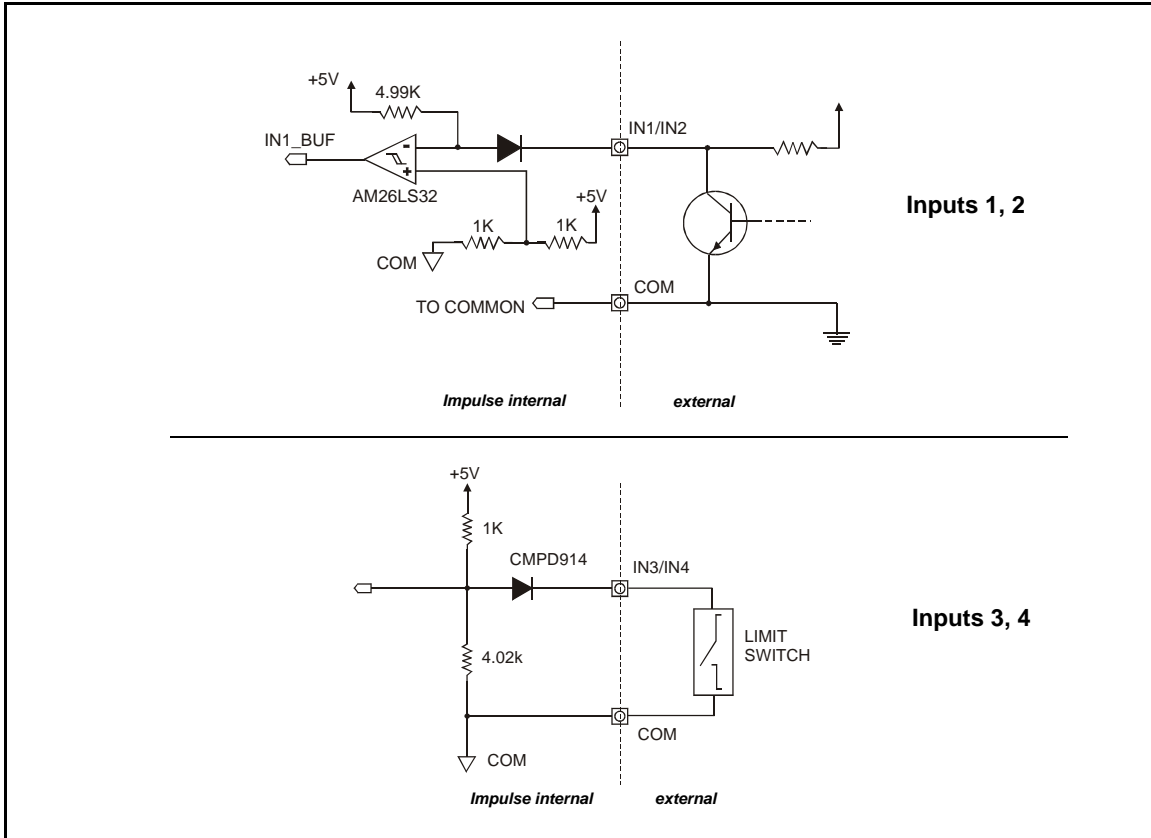 +5V
4.99K
IN1_BUF
-
+
AM26LS32
IN1/IN2
+5V
1K
1K
COM
Inputs 1, 2
COM
TO COMMON
Impulse internal
external
+5V
1K
CMPD914
IN3/IN4
Inputs 3, 4
LIMIT
SWITCH
4.02k
COM
COM
Impulse internal
external